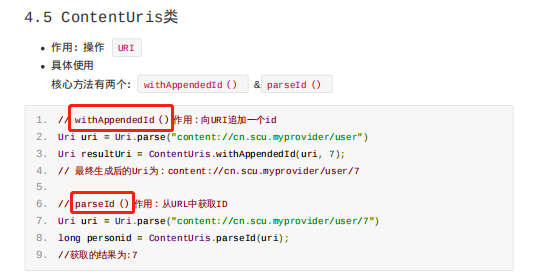 4.5 ContentUris类
作用：操作 URI
具体使用
核心方法有两个：withAppendedId（） &parseId（）
1. // withAppendedId（）作用：向URI追加一个id
2. Uri uri = Uri.parse("content://cn.scu.myprovider/user")
3. Uri resultUri = ContentUris.withAppendedId(uri, 7);
4. // 最终生成后的Uri为：content://cn.scu.myprovider/user/7
5.
6. // parseId（）作用：从URL中获取ID
7. Uri uri = Uri.parse("content://cn.scu.myprovider/user/7")
8. long personid = ContentUris.parseId(uri);
9. //获取的结果为:7